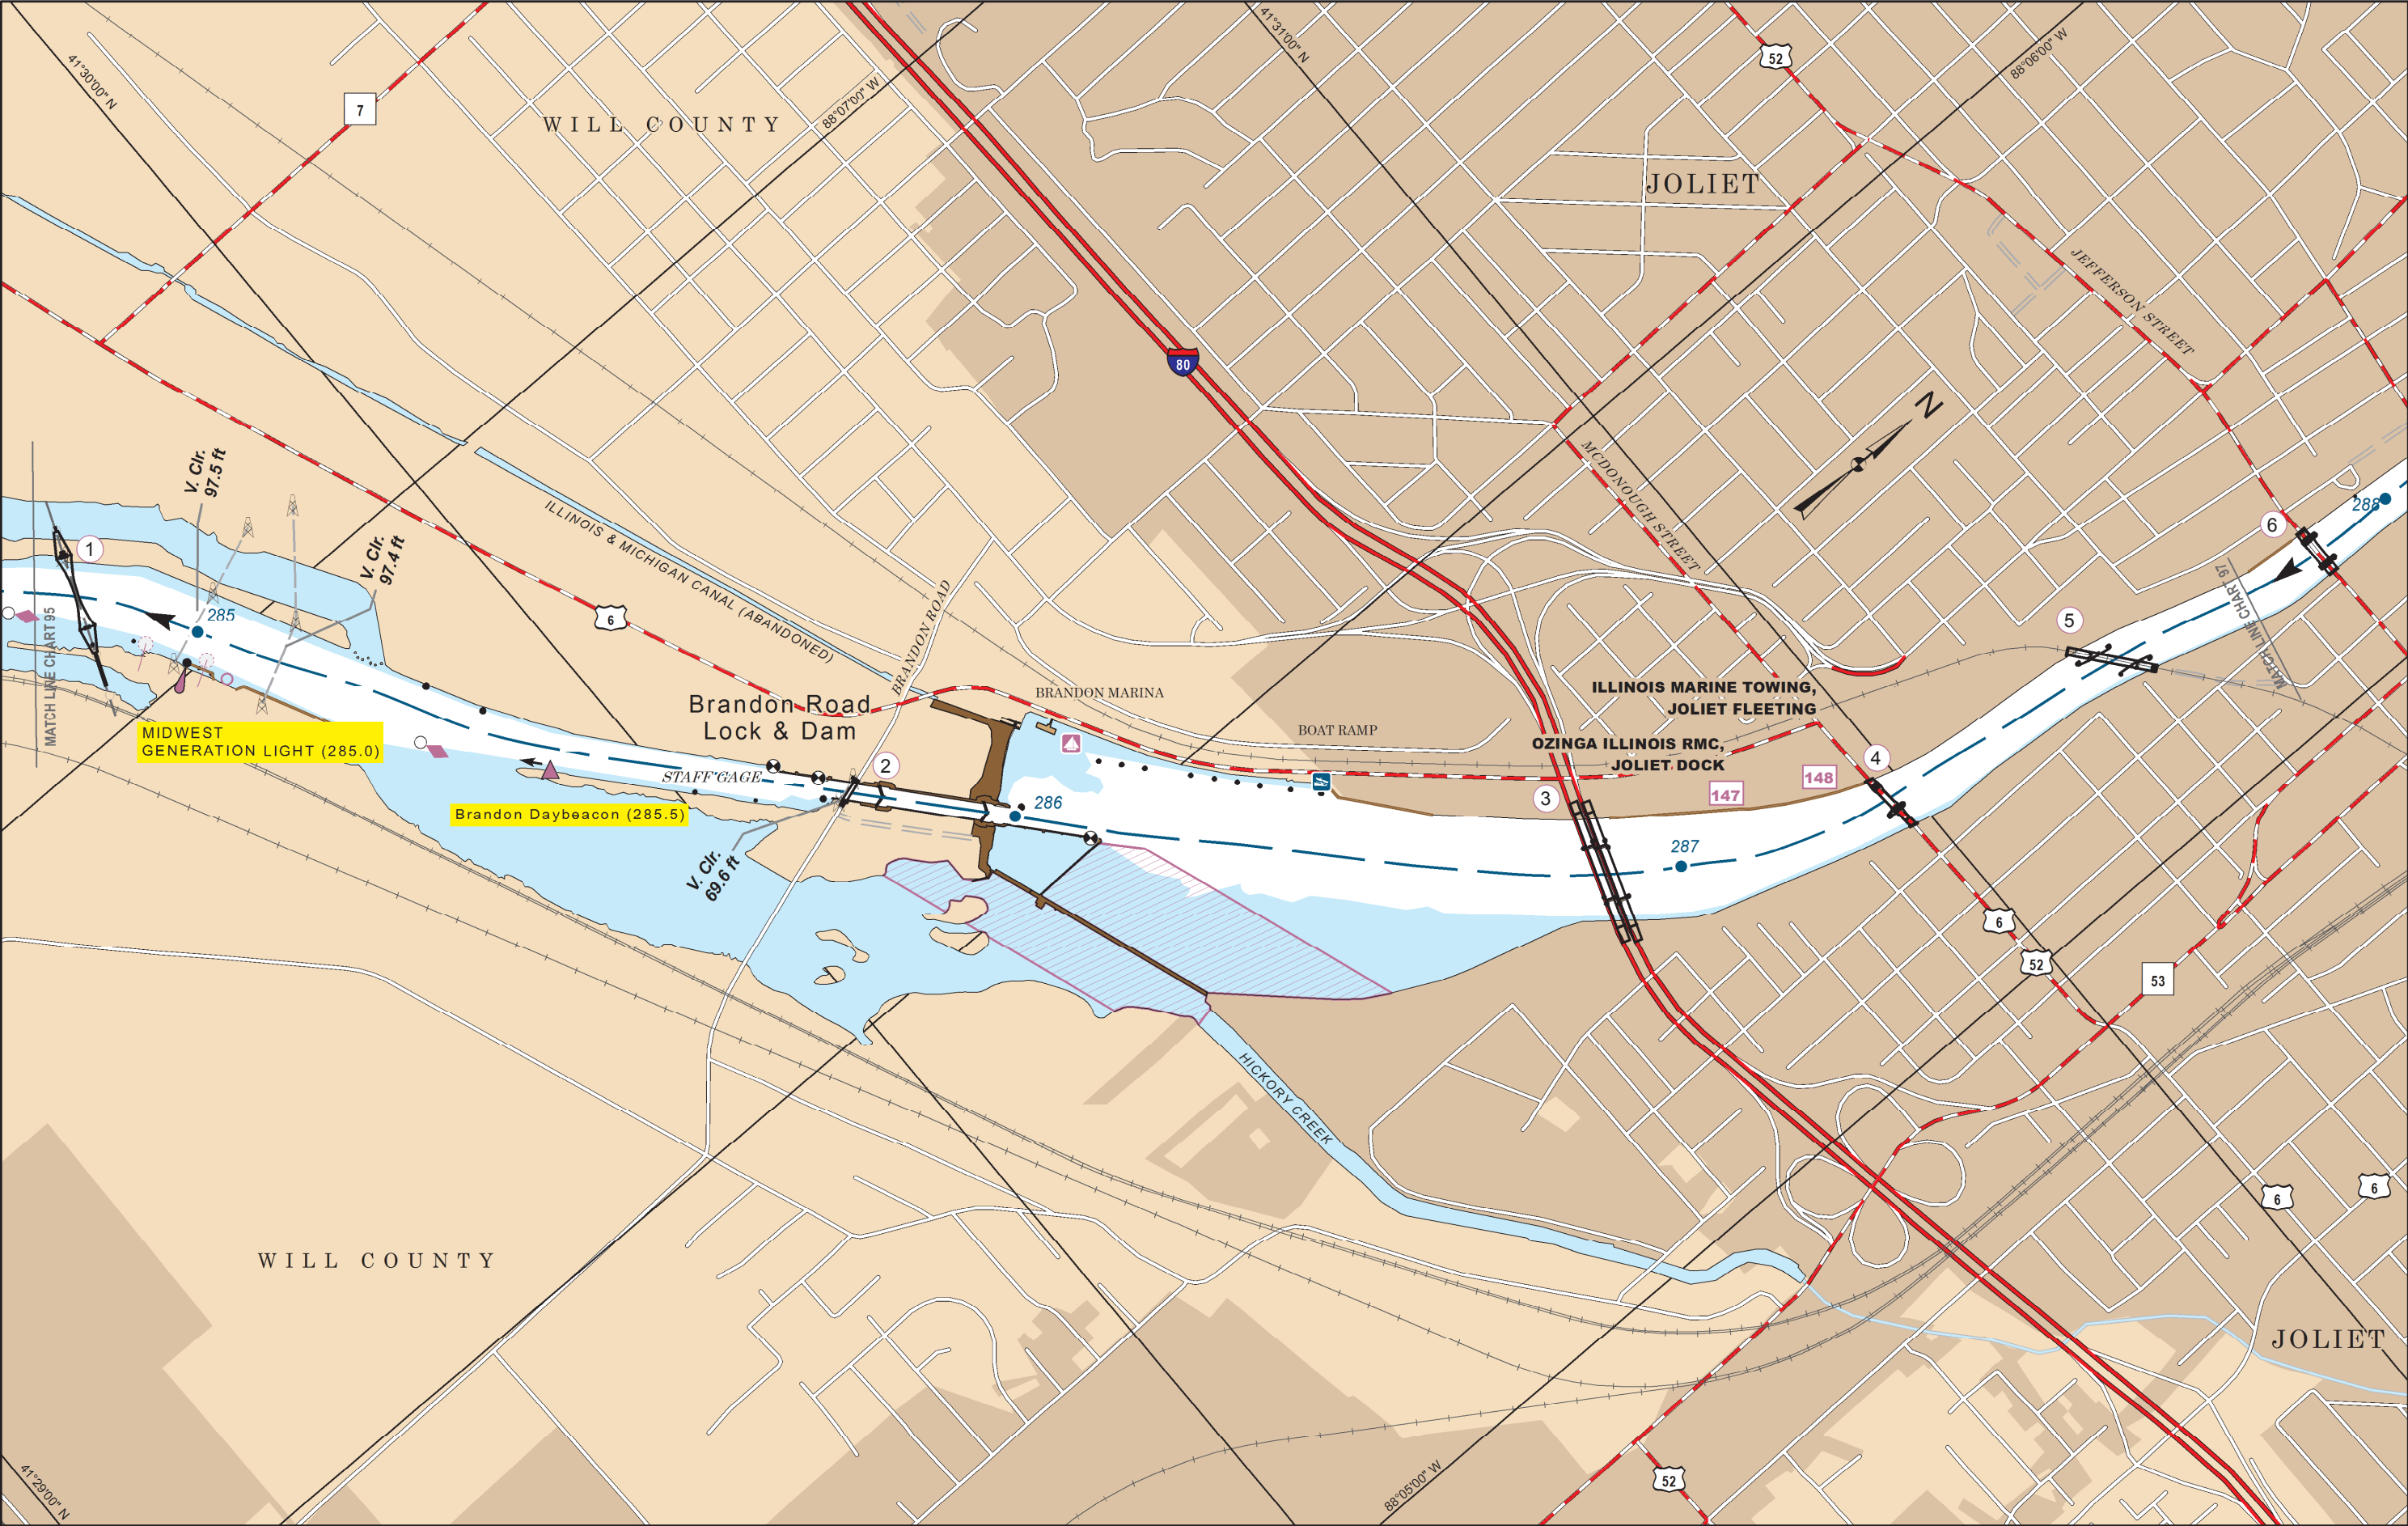 41°30'00" N
7
WILL COUNTY
88°07'00" W
41°31'00" N
52
88°06'00" W
JOLIET
JEFFERSON STREET
80
N
MCDONOUGH STREET
V. Clr.
97.5 ft
V. Clr.
97.4 ft
288
6
1
285
MATCH LINE CHART 95
ILLINOIS & MICHIGAN CANAL (ABANDONED)
6
BRANDON ROAD
5
MATCH LINE CHART 97
MIDWEST
GENERATION LIGHT (285.0)
Brandon Road
Lock & Dam
BRANDON MARINA
BOAT RAMP
ILLINOIS MARINE TOWING,
JOLIET FLEETING
OZINGA ILLINOIS RMC,
JOLIET DOCK
STAFF GAGE
2
4
148
147
3
286
Brandon Daybeacon (285.5)
287
V. Clr.
69.6 ft
6
52
53
HICKORY CREEK
6
6
WILL COUNTY
JOLIET
41°29'00" N
88°05'00" W
52